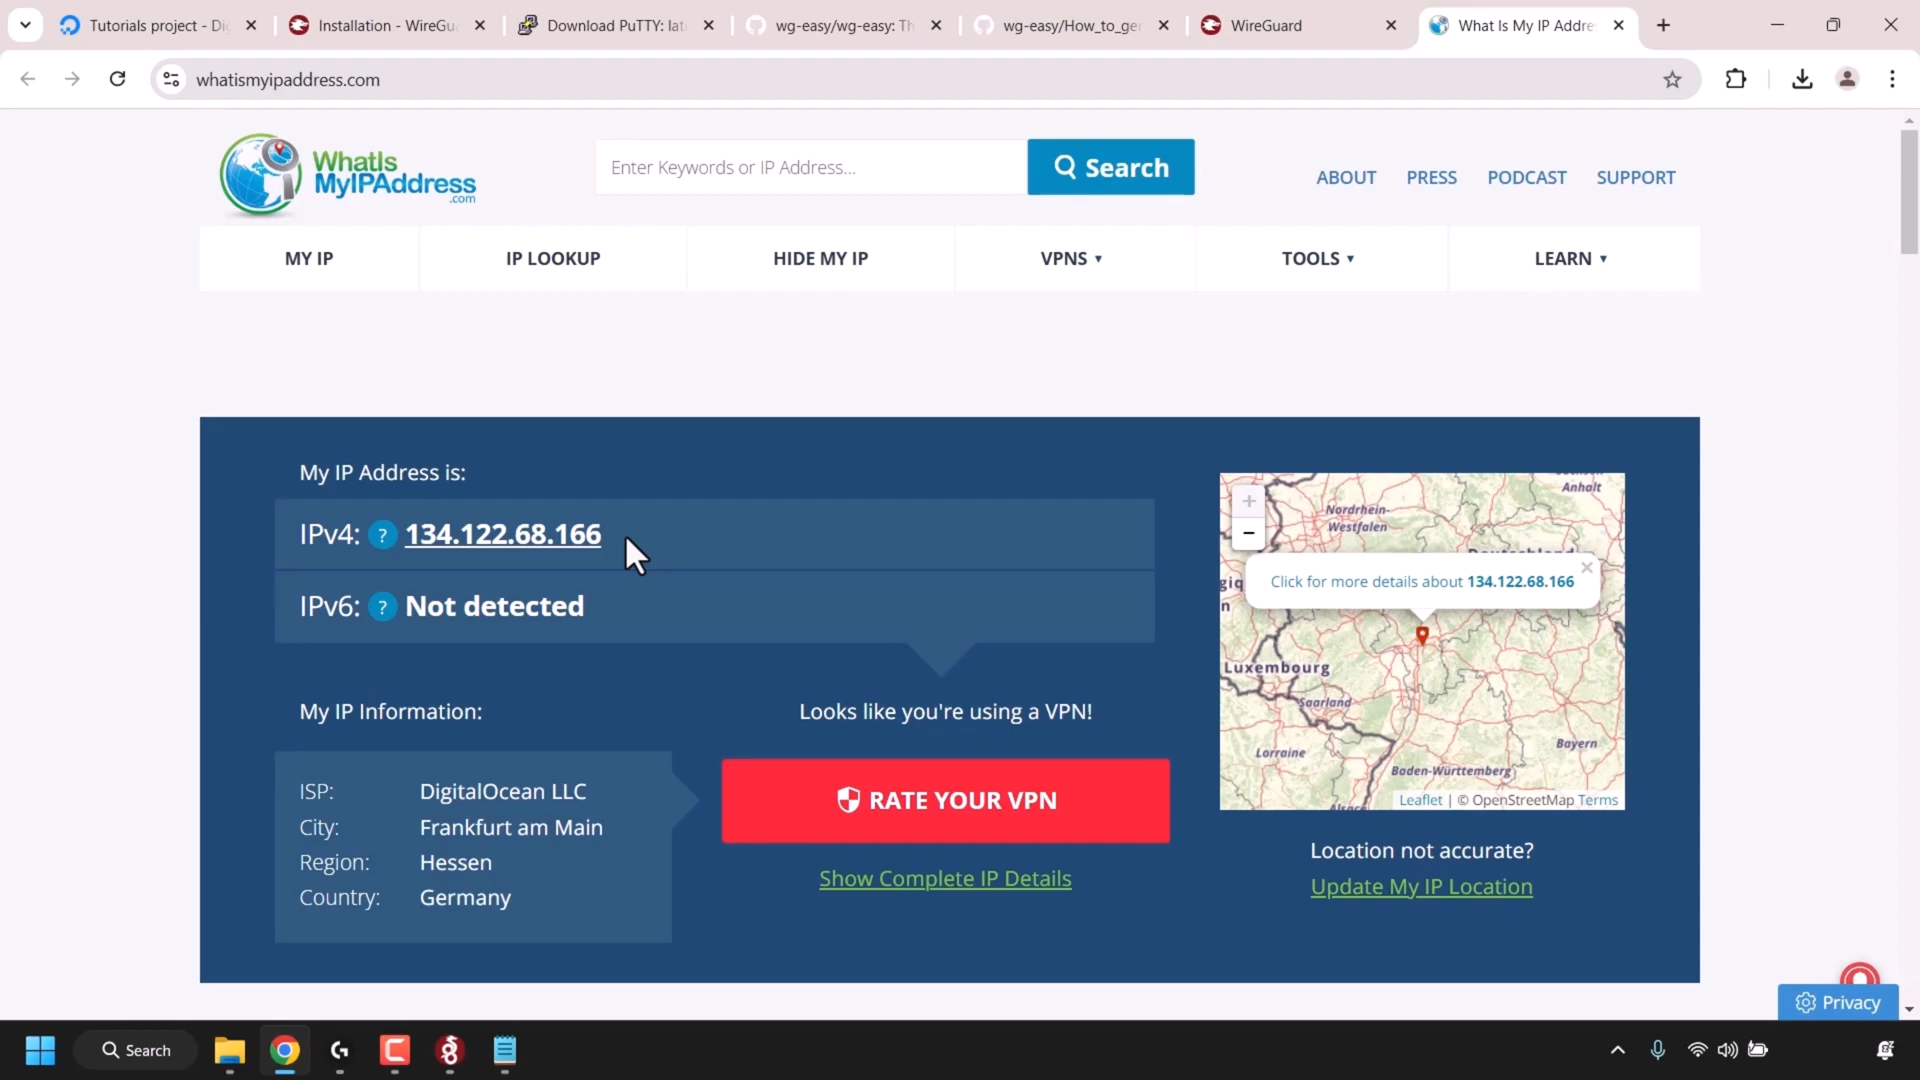 Tutorials project - Di
Installation - WireGu
Download PuTTY: lat
wg-easy/wg-easy: Th
wg-easy/How_to_ger
WireGuard
What Is My IP Addre
whatismyipaddress.com
WhatIs
MyIPAddress
.com
Enter Keywords or IP Address...
Search
ABOUT
PRESS
PODCAST
SUPPORT
MY IP
IP LOOKUP
HIDE MY IP
VPNS ▾
TOOLS ▾
LEARN ▾
My IP Address is:
IPv4: ? 134.122.68.166
IPv6: ? Not detected
My IP Information:
ISP: DigitalOcean LLC
City: Frankfurt am Main
Region: Hessen
Country: Germany
Looks like you're using a VPN!
RATE YOUR VPN
Show Complete IP Details
Anhalt
Nordrhein-
Westfalen
+
−
Click for more details about 134.122.68.166
×
Luxembourg
Saarland
Lorraine
Bayern
Baden-Württemberg
Leaflet | © OpenStreetMap Terms
Location not accurate?
Update My IP Location
Privacy
Search